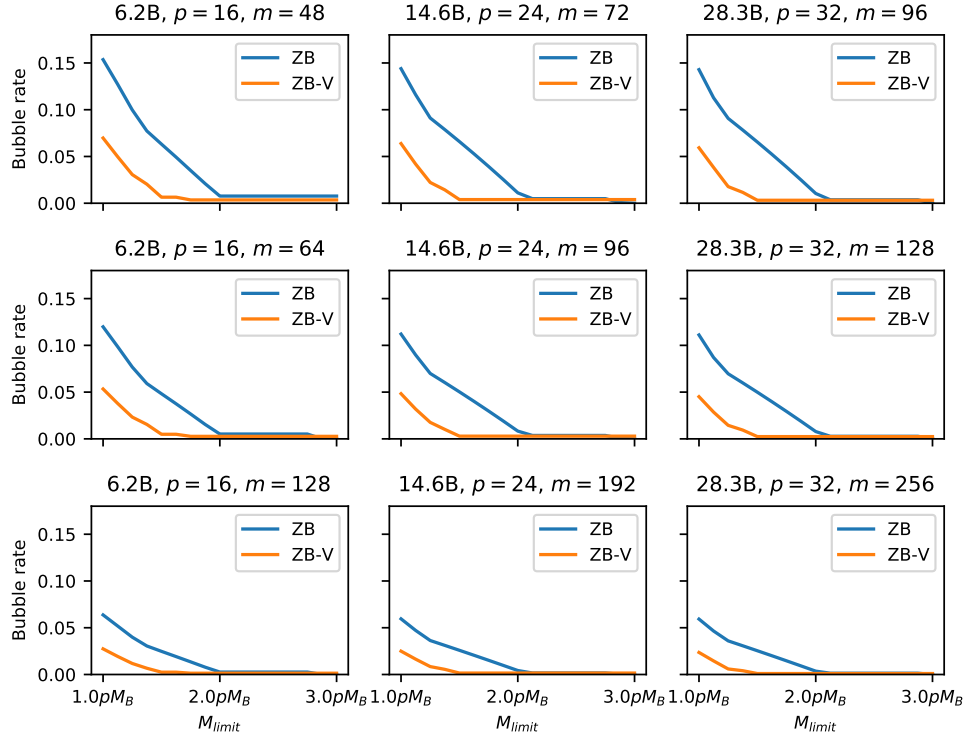 6.2B, p = 16, m = 48
14.6B, p = 24, m = 72
28.3B, p = 32, m = 96
Bubble rate
0.15
0.10
0.05
0.00
ZB
ZB-V
ZB
ZB-V
ZB
ZB-V
6.2B, p = 16, m = 64
14.6B, p = 24, m = 96
28.3B, p = 32, m = 128
Bubble rate
0.15
0.10
0.05
0.00
ZB
ZB-V
ZB
ZB-V
ZB
ZB-V
6.2B, p = 16, m = 128
14.6B, p = 24, m = 192
28.3B, p = 32, m = 256
Bubble rate
0.15
0.10
0.05
0.00
ZB
ZB-V
ZB
ZB-V
ZB
ZB-V
1.0pM_B 2.0pM_B 3.0pM_B
1.0pM_B 2.0pM_B 3.0pM_B
1.0pM_B 2.0pM_B 3.0pM_B
M_limit
M_limit
M_limit